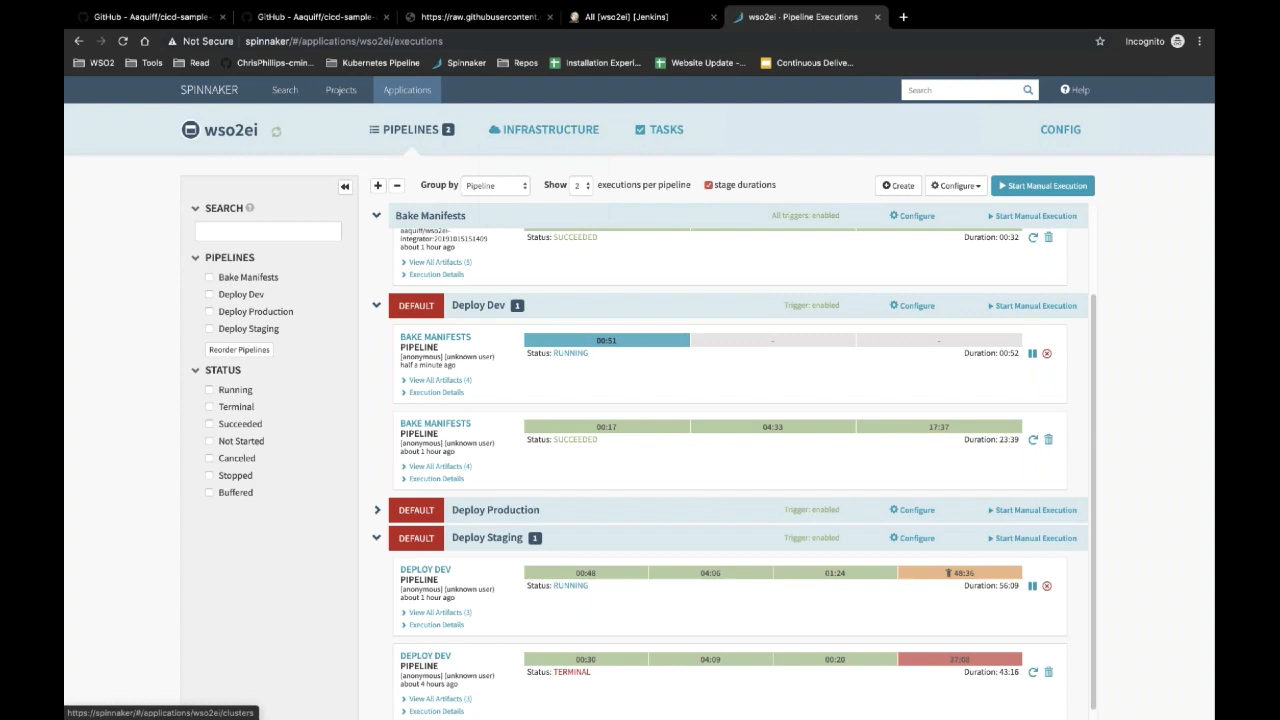 GitHub - Aaquiff/cicd-sample-
GitHub - Aaquiff/cicd-sample-
https://raw.githubusercontent.
All [wso2ei] [Jenkins]
wso2ei - Pipeline Executions
Not Secure
spinnaker/#/applications/wso2ei/executions
Incognito
WSO2
Tools
Read
ChrisPhillips-cmin...
Kubernetes Pipeline
Spinnaker
Repos
Installation Experi...
Website Update -...
Continuous Delive...
SPINNAKER
Search
Projects
Applications
Search
Help
wso2ei
PIPELINES 2
INFRASTRUCTURE
TASKS
CONFIG
SEARCH
PIPELINES
Bake Manifests
Deploy Dev
Deploy Production
Deploy Staging
Reorder Pipelines
STATUS
Running
Terminal
Succeeded
Not Started
Canceled
Stopped
Buffered
Group by
Pipeline
Show
2
executions per pipeline
stage durations
Create
Configure
Start Manual Execution
Bake Manifests
All triggers: enabled
Configure
Start Manual Execution
aaquiff/wso2ei-
integrator:20191015151409
about 1 hour ago
Status: SUCCEEDED
Duration: 00:32
View All Artifacts (5)
Execution Details
DEFAULT
Deploy Dev 1
Trigger: enabled
Configure
Start Manual Execution
BAKE MANIFESTS
PIPELINE
[anonymous] (unknown user)
half a minute ago
00:51
-
-
Status: RUNNING
Duration: 00:52
View All Artifacts (4)
Execution Details
BAKE MANIFESTS
PIPELINE
[anonymous] (unknown user)
about 1 hour ago
00:17
04:33
17:37
Status: SUCCEEDED
Duration: 23:39
View All Artifacts (4)
Execution Details
DEFAULT
Deploy Production
Trigger: enabled
Configure
Start Manual Execution
DEFAULT
Deploy Staging 1
Trigger: enabled
Configure
Start Manual Execution
DEPLOY DEV
PIPELINE
[anonymous] (unknown user)
about 1 hour ago
00:48
04:06
01:24
48:36
Status: RUNNING
Duration: 56:09
View All Artifacts (3)
Execution Details
DEPLOY DEV
PIPELINE
[anonymous] (unknown user)
about 4 hours ago
00:30
04:09
00:20
37:08
Status: TERMINAL
Duration: 43:16
View All Artifacts (3)
Execution Details
https://spinnaker/#/applications/wso2ei/clusters